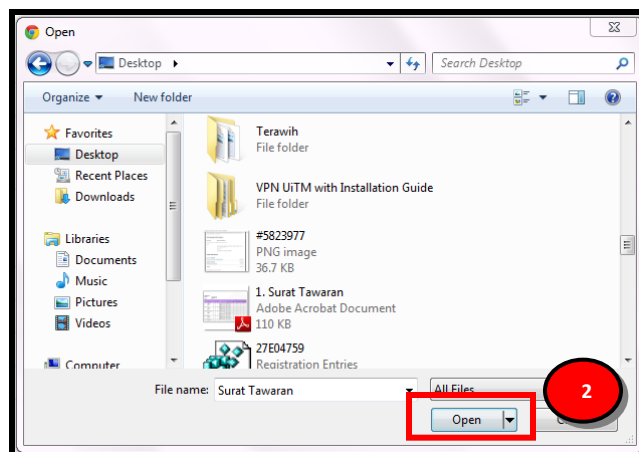 Open
Desktop
Search Desktop
Organize
New folder
Favorites
Desktop
Recent Places
Downloads
Libraries
Documents
Music
Pictures
Videos
Computer
Terawih
File folder
VPN UiTM with Installation Guide
File folder
#5823977
PNG image
36.7 KB
1. Surat Tawaran
Adobe Acrobat Document
110 KB
27E04759
Registration Entries
File name: Surat Tawaran
All Files
2
Open